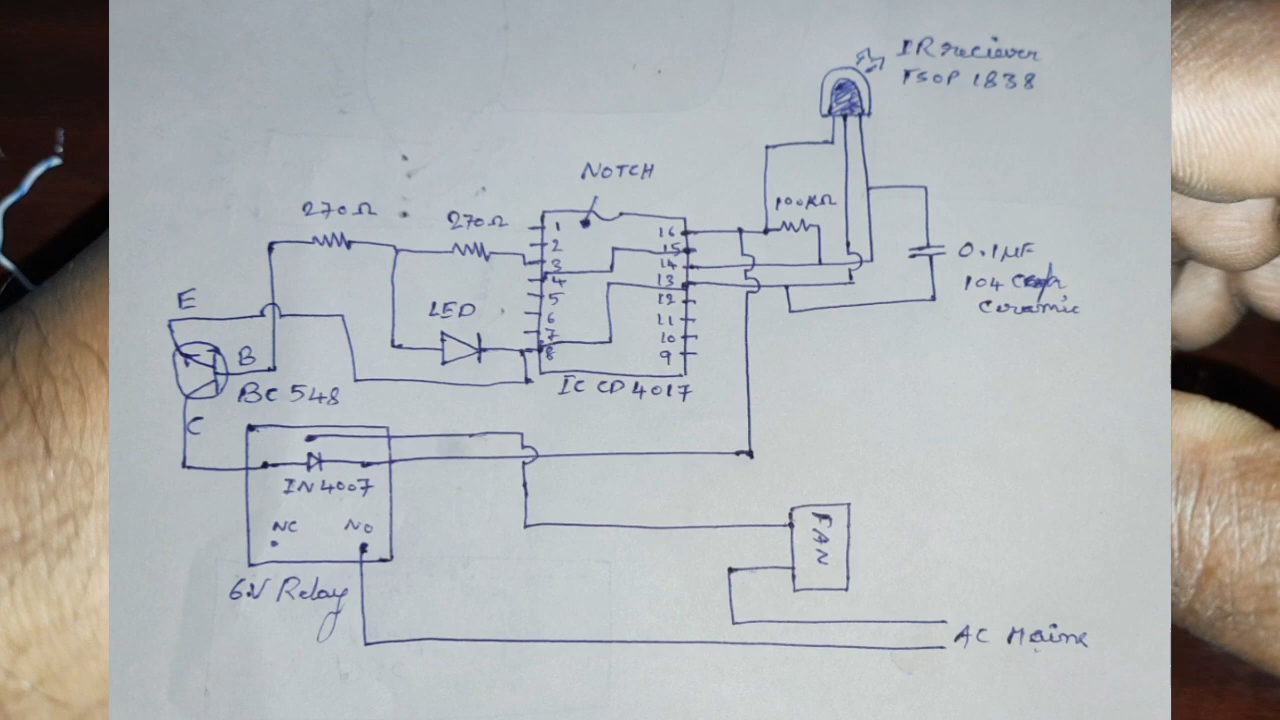 IR reciever
TSOP 1838
NOTCH
270Ω
270Ω
100KΩ
1
2
3
4
5
6
7
8
16
15
14
13
12
11
10
9
0.1μF
104
Ceramic
E
B
C
LED
BC 548
IC CD4017
IN 4007
NC
NO
6V Relay
FAN
AC Mains